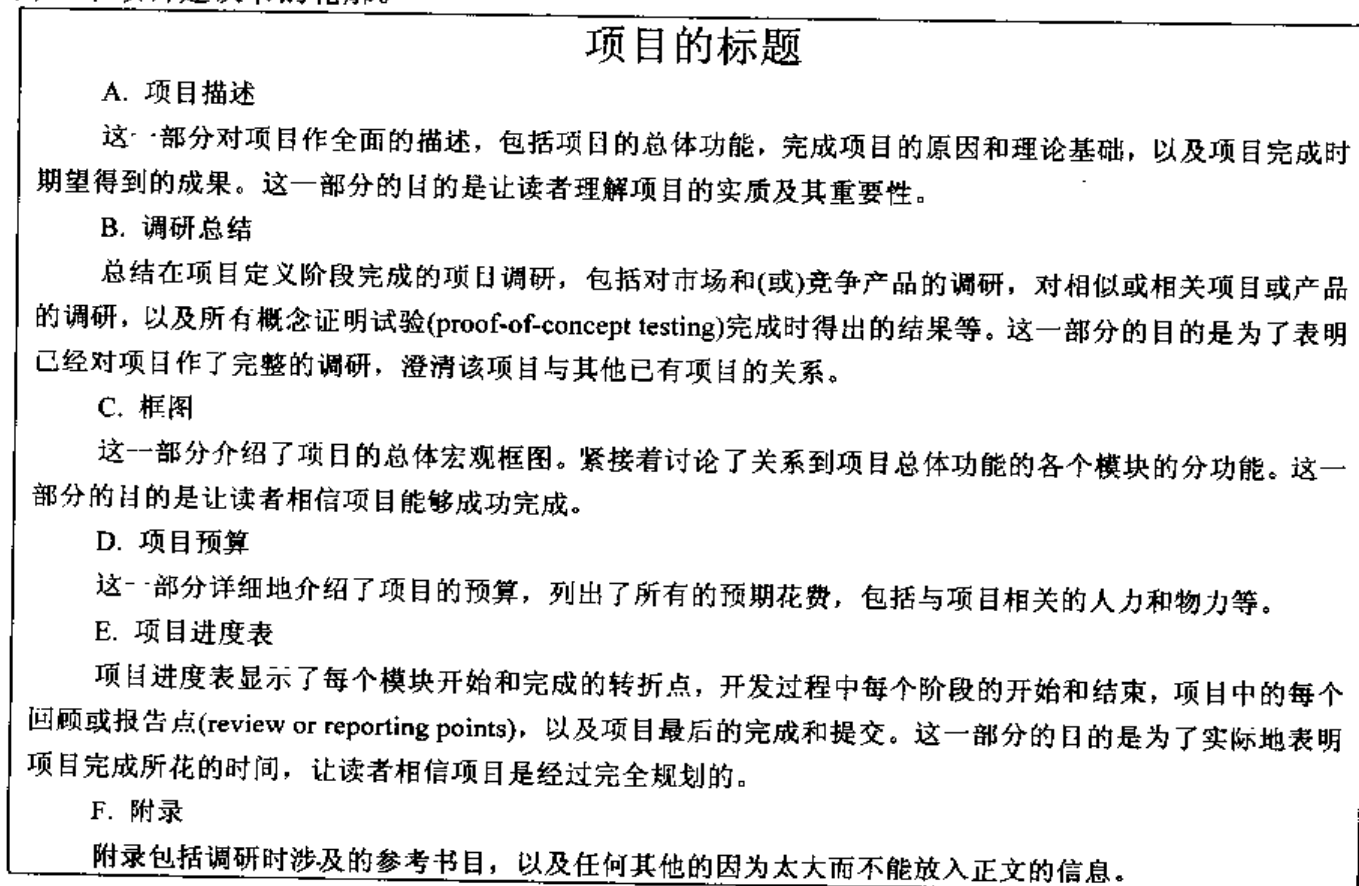 项目的标题
A. 项目描述
这一部分对项目作全面的描述，包括项目的总体功能，完成项目的原因和理论基础，以及项目完成时
期望得到的成果。这一部分的目的是让读者理解项目的实质及其重要性。
B. 调研总结
总结在项目定义阶段完成的项目调研，包括对市场和(或)竞争产品的调研，对相似或相关项目或产品
的调研，以及所有概念证明试验(proof-of-concept testing)完成时得出的结果等。这一部分的目的是为了表明
已经对项目作了完整的调研，澄清该项目与其他已有项目的关系。
C. 框图
这一部分介绍了项目的总体宏观框图。紧接着讨论了关系到项目总体功能的各个模块的分功能。这一
部分的目的是让读者相信项目能够成功完成。
D. 项目预算
这一部分详细地介绍了项目的预算，列出了所有的预期花费，包括与项目相关的人力和物力等。
E. 项目进度表
项目进度表显示了每个模块开始和完成的转折点，开发过程中每个阶段的开始和结束，项目中的每个
回顾或报告点(review or reporting points)，以及项目最后的完成和提交。这一部分的目的是为了实际地表明
项目完成所花的时间，让读者相信项目是经过完全规划的。
F. 附录
附录包括调研时涉及的参考书目，以及任何其他的因为太大而不能放入正文的信息。